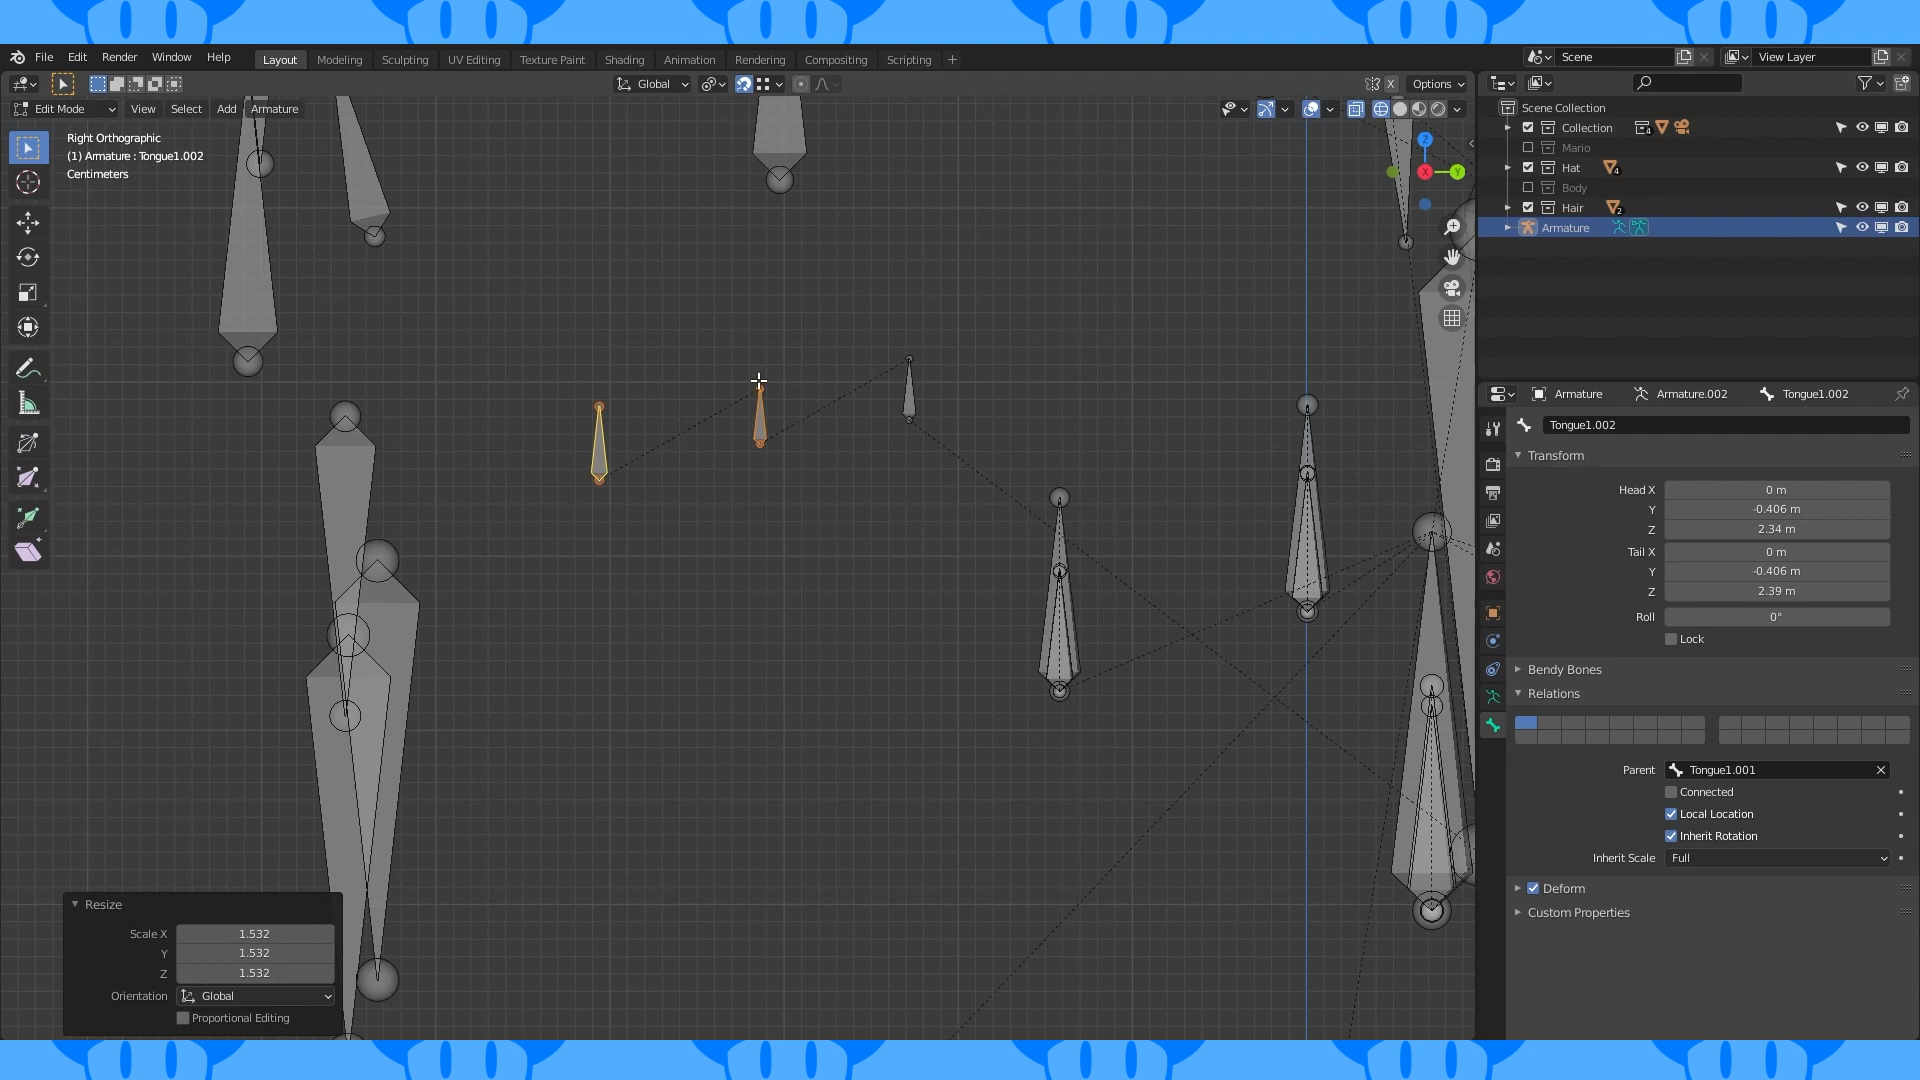 File Edit Render Window Help Layout Modeling Sculpting UV Editing Texture Paint Shading Animation Rendering Compositing Scripting + Scene View Layer
Global X Options
Edit Mode View Select Add Armature
Right Orthographic
(1) Armature : Tongue1.002
Centimeters
Z
X
Y
Scene Collection
Collection 4
Mario
Hat 4
Body
Hair 2
Armature
Armature Armature.002 Tongue1.002
Tongue1.002
Transform
Head X 0 m
Y -0.406 m
Z 2.34 m
Tail X 0 m
Y -0.406 m
Z 2.39 m
Roll 0°
Lock
Bendy Bones
Relations
Parent Tongue1.001
Connected
Local Location
Inherit Rotation
Inherit Scale Full
Deform
Custom Properties
Resize
Scale X 1.532
Y 1.532
Z 1.532
Orientation Global
Proportional Editing